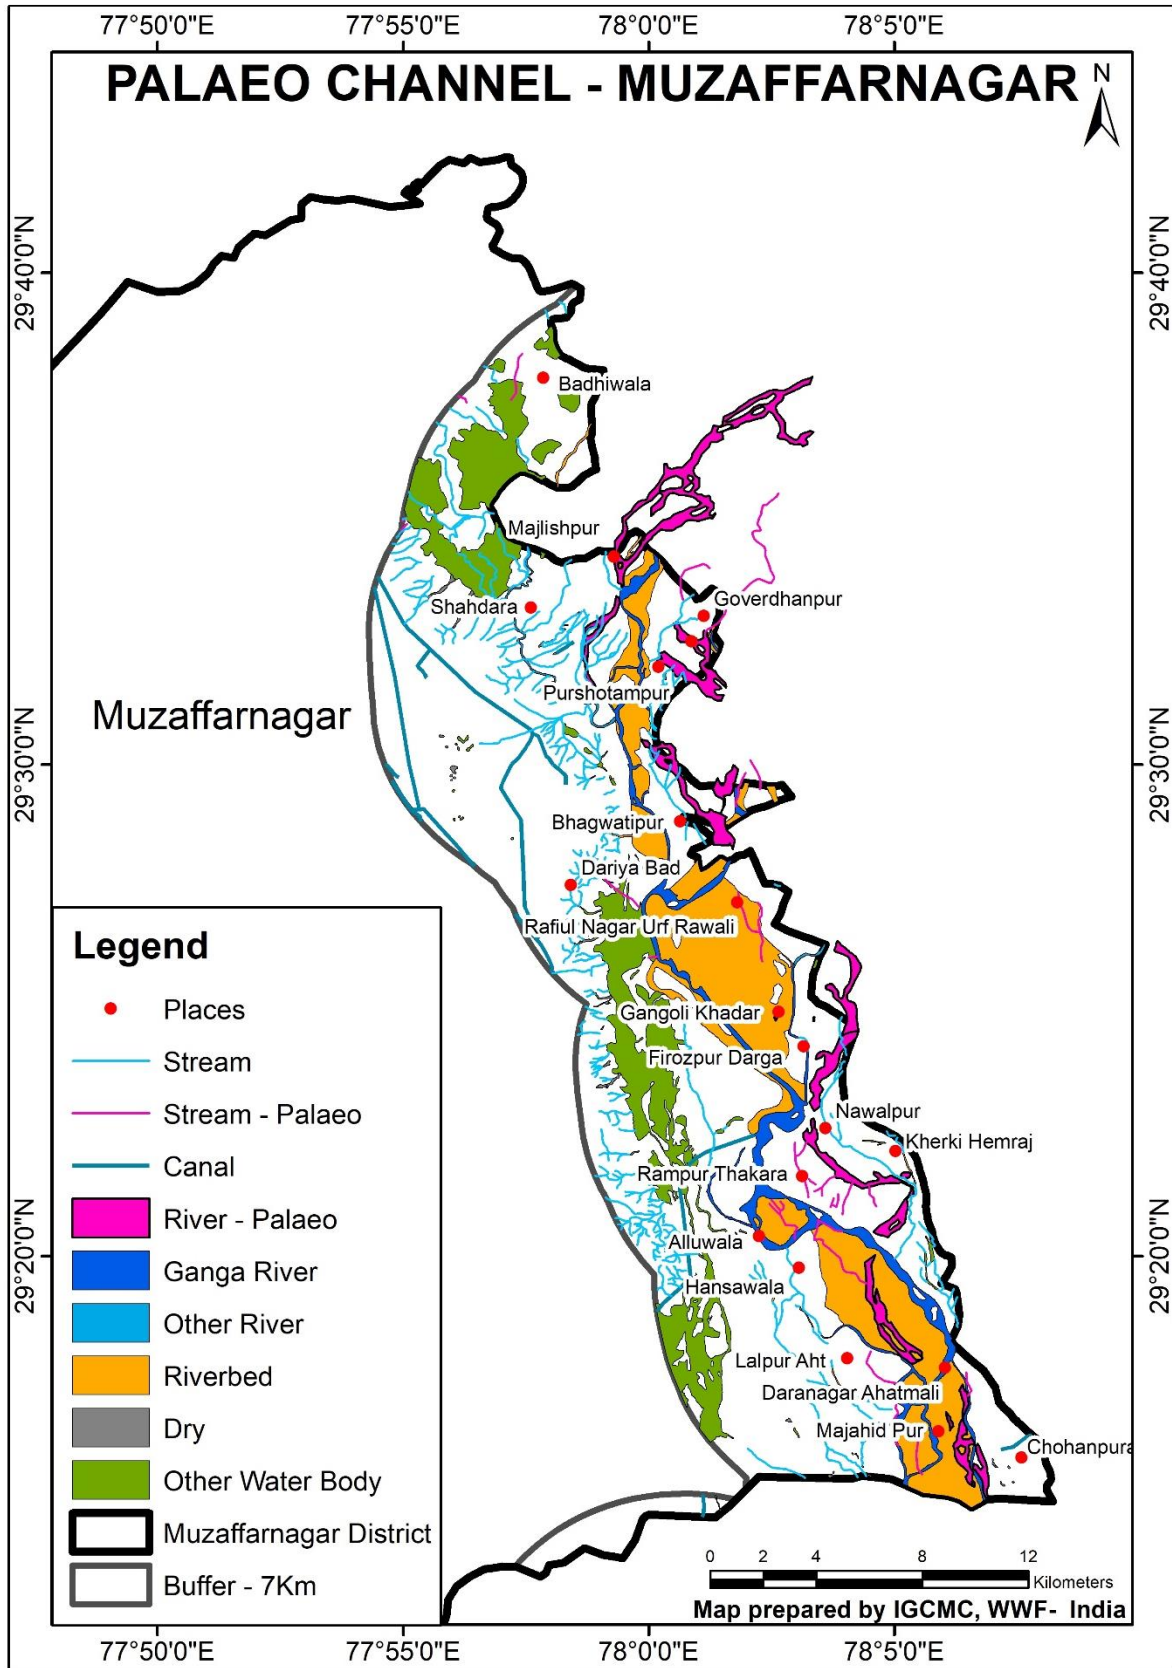 77°50'0"E
77°55'0"E
78°0'0"E
78°5'0"E
PALAEO CHANNEL - MUZAFFARNAGAR
N
29°40'0"N
29°40'0"N
Badhiwala
Majlishpur
Shahdara
Goverdhanpur
Purshotampur
Muzaffarnagar
29°30'0"N
29°30'0"N
Bhagwatipur
Dariya Bad
Rafiul Nagar Urf Rawali
Gangoli Khadar
Firozpur Darga
Nawalpur
Kherki Hemraj
Rampur Thakara
Alluwala
29°20'0"N
29°20'0"N
Hansawala
Lalpur Aht
Daranagar Ahatmali
Majahid Pur
Chohanpura
Legend
Places
Stream
Stream - Palaeo
Canal
River - Palaeo
Ganga River
Other River
Riverbed
Dry
Other Water Body
Muzaffarnagar District
Buffer - 7Km
0 2 4 8 12
Kilometers
Map prepared by IGCMC, WWF- India
77°50'0"E
77°55'0"E
78°0'0"E
78°5'0"E